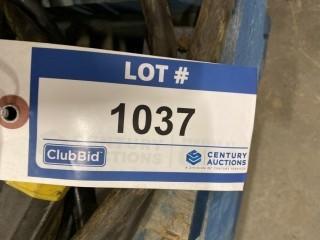 LOT #
1037
ClubBid
CENTURY
AUCTIONS